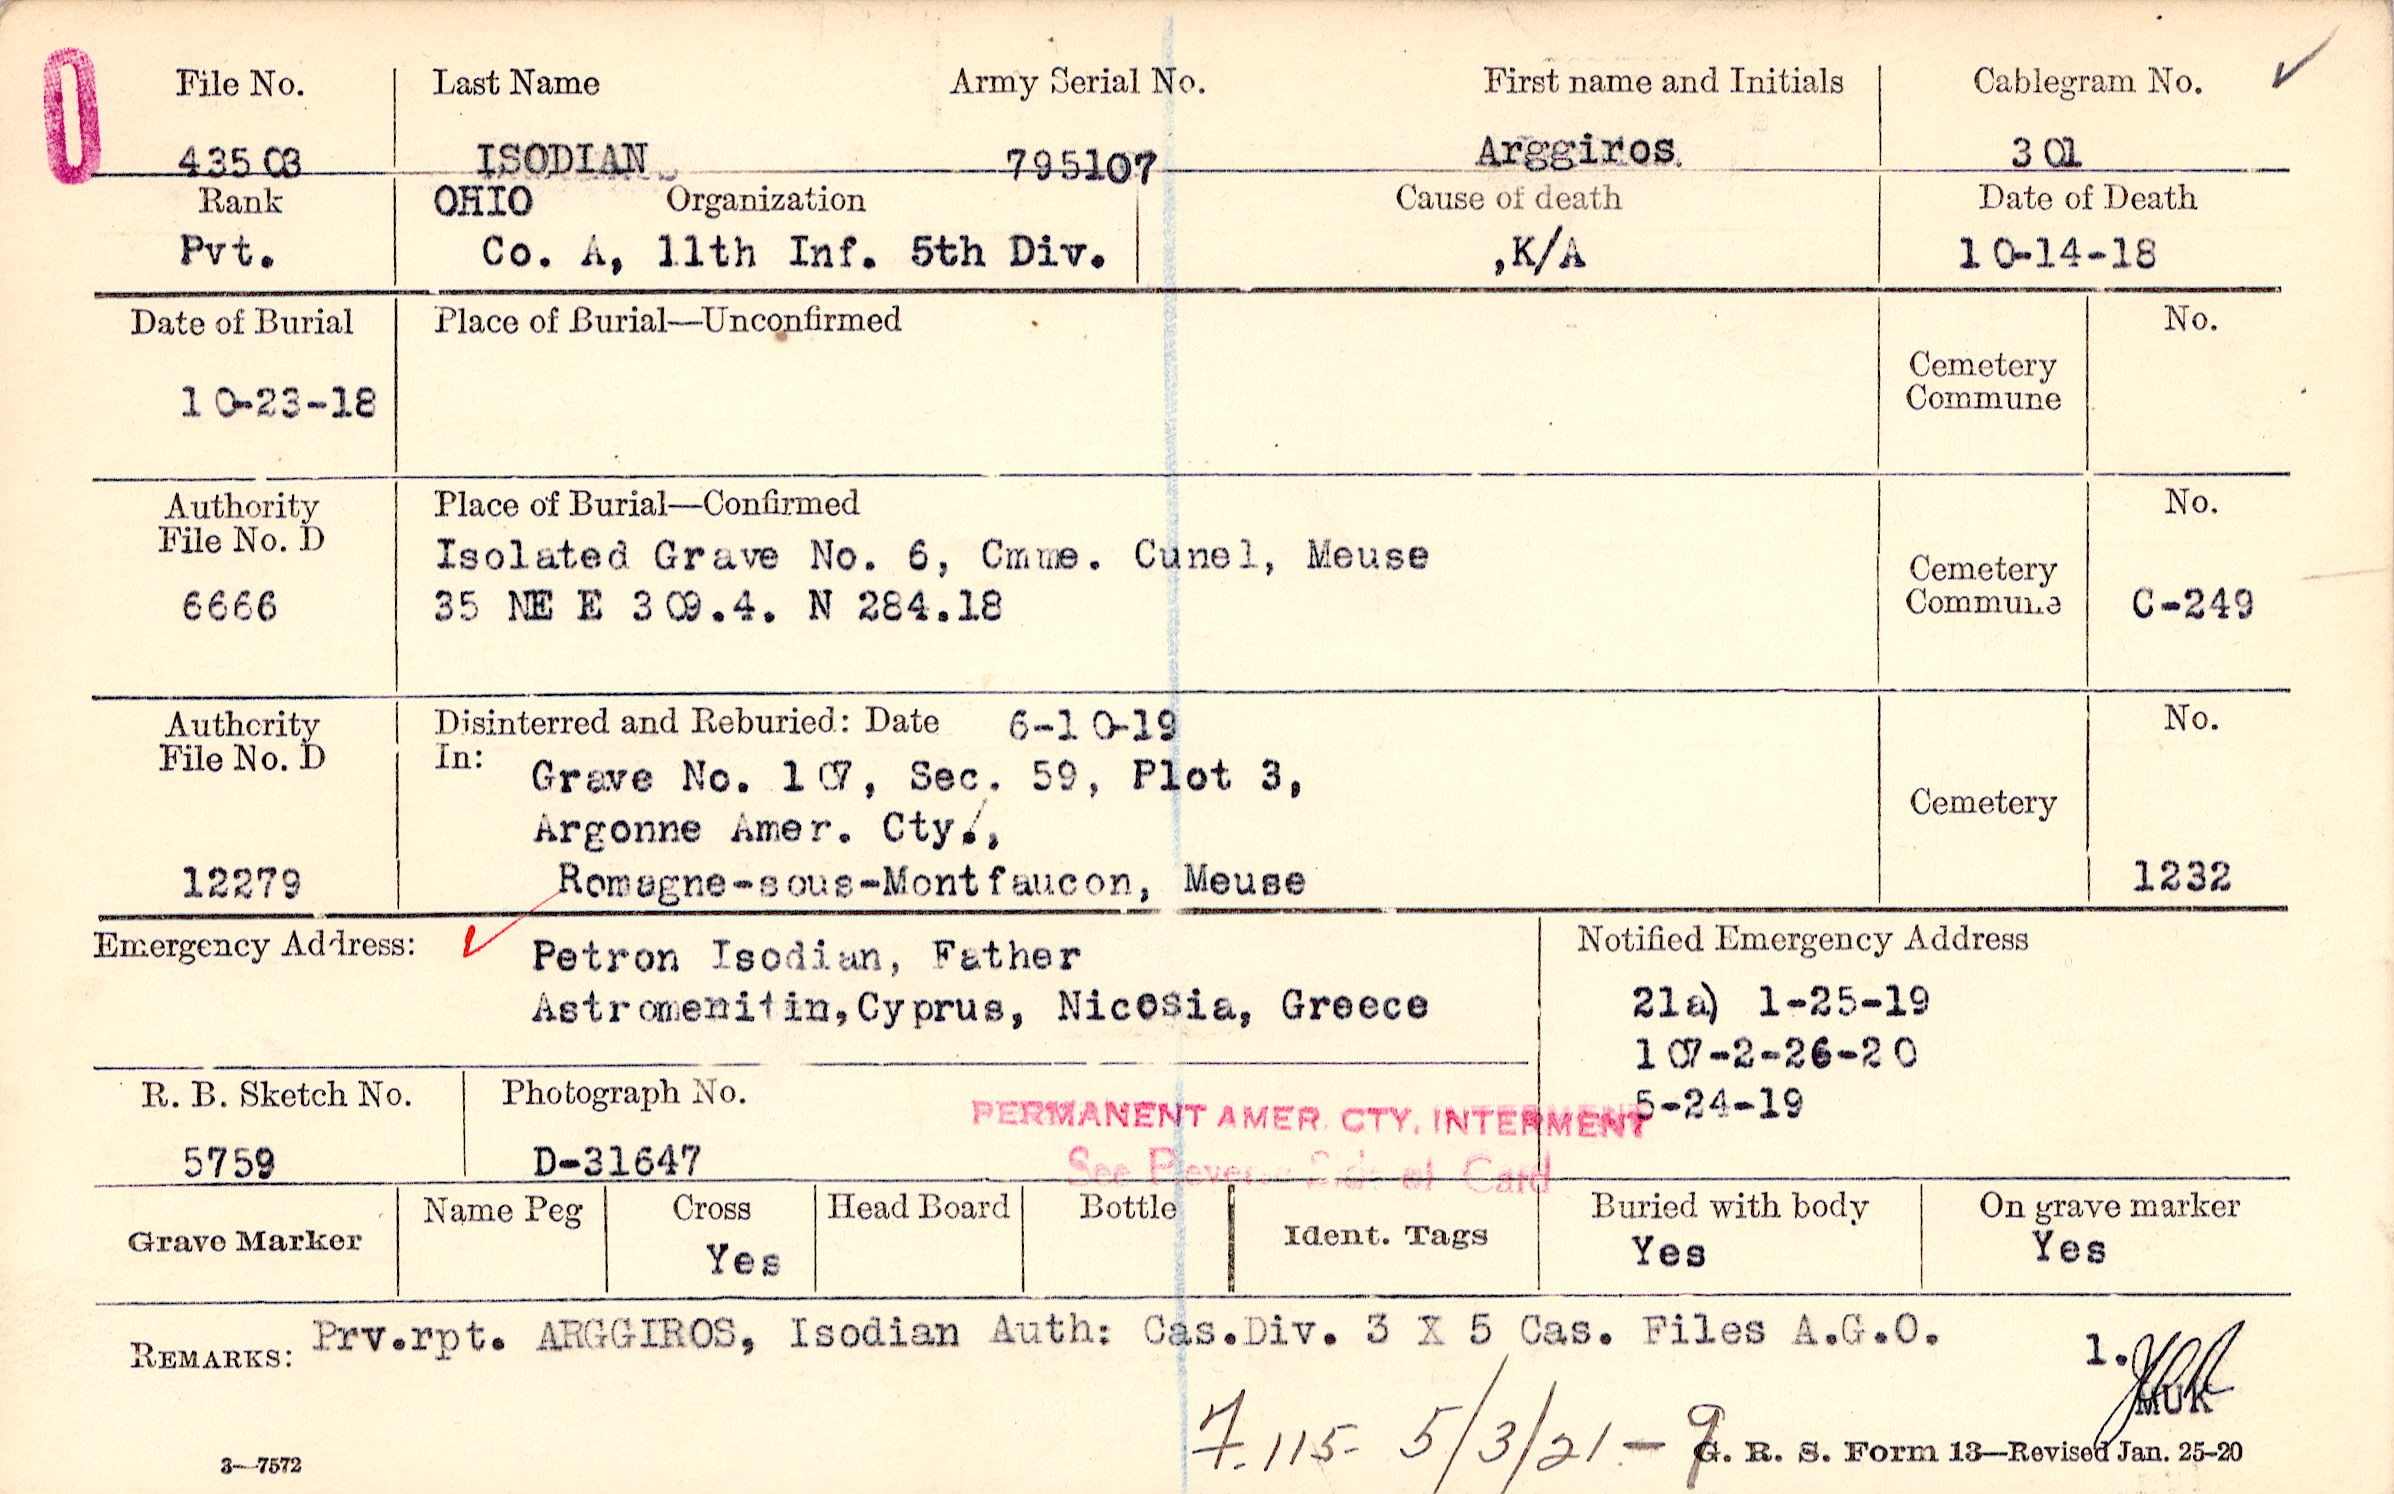 0
File No. Last Name Army Serial No. First name and Initials Cablegram No.
43503 ISODIAN 795107 Arggiros. 301
Rank OHIO Organization Cause of death Date of Death
Pvt. Co. A, 11th Inf. 5th Div. ,K/A 10-14-18
Date of Burial Place of Burial—Unconfirmed No.
Cemetery
Commune
10-23-18
Authority Place of Burial—Confirmed No.
File No. D
Isolated Grave No. 6, Cmme. Cunel, Meuse
Cemetery
6666 35 NE E 309.4. N 284.18 Commune C-249
Authority Disinterred and Reburied: Date 6-10-19 No.
File No. D In:
Grave No. 107, Sec. 59, Plot 3,
Argonne Amer. Cty., Cemetery
12279 Romagne-sous-Montfaucon, Meuse 1232
Emergency Address: Petron Isodian, Father Notified Emergency Address
Astromenitin,Cyprus, Nicosia, Greece 21a) 1-25-19
107-2-26-20
R. B. Sketch No. Photograph No. 5-24-19
PERMANENT AMER. CTY. INTERMENT
5759 D-31647 See Reverse Side of Card
Grave Marker Name Peg Cross Head Board Bottle Ident. Tags Buried with body On grave marker
Yes Yes Yes
REMARKS: Prv.rpt. ARGGIROS, Isodian Auth: Cas.Div. 3 X 5 Cas. Files A.G.O. 1.
MUK
7.115- 5/3/21 - 9
3—7572 G. R. S. Form 13—Revised Jan. 25-20